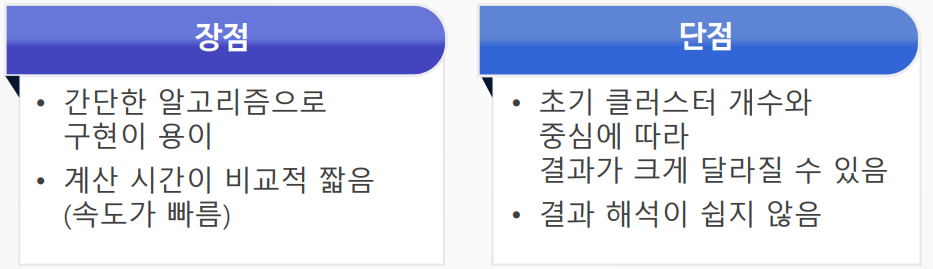 장점
• 간단한 알고리즘으로
구현이 용이
• 계산 시간이 비교적 짧음
(속도가 빠름)
단점
• 초기 클러스터 개수와
중심에 따라
결과가 크게 달라질 수 있음
• 결과 해석이 쉽지 않음